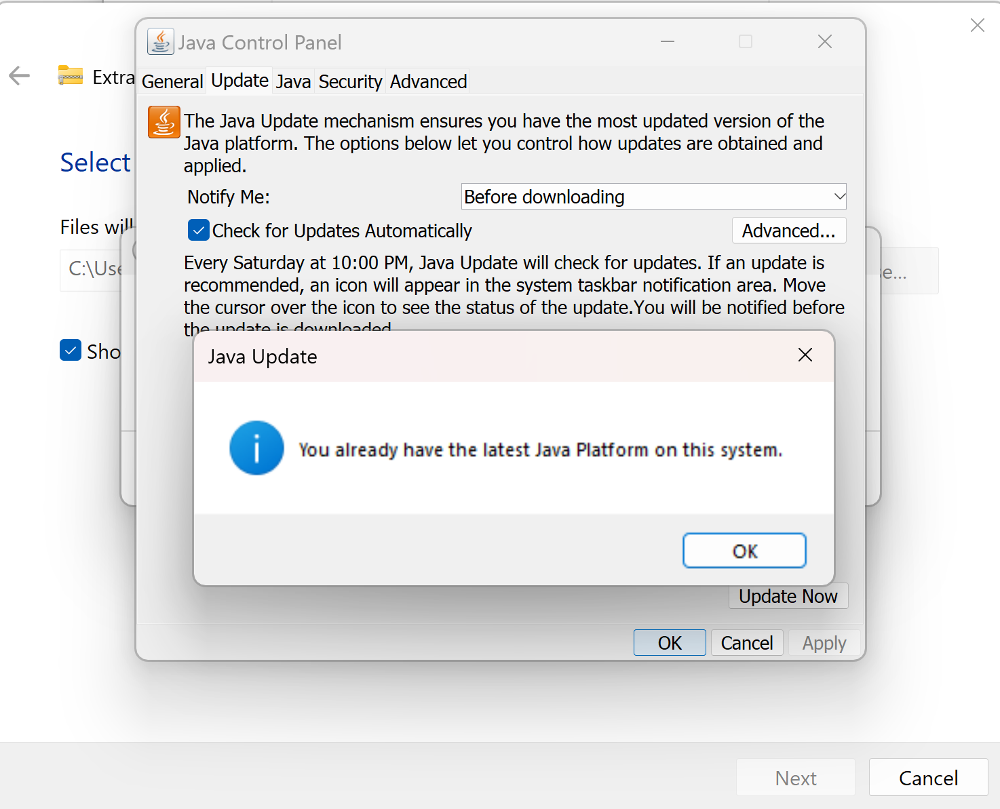 Java Control Panel
Extra
General Update Java Security Advanced
The Java Update mechanism ensures you have the most updated version of the
Java platform. The options below let you control how updates are obtained and
applied.
Select
Notify Me: Before downloading
Files will
Check for Updates Automatically Advanced...
Every Saturday at 10:00 PM, Java Update will check for updates. If an update is
C:\Use
se...
recommended, an icon will appear in the system taskbar notification area. Move
the cursor over the icon to see the status of the update.You will be notified before
the update is downloaded
Sho
Java Update
You already have the latest Java Platform on this system.
OK
Update Now
OK Cancel Apply
Next Cancel